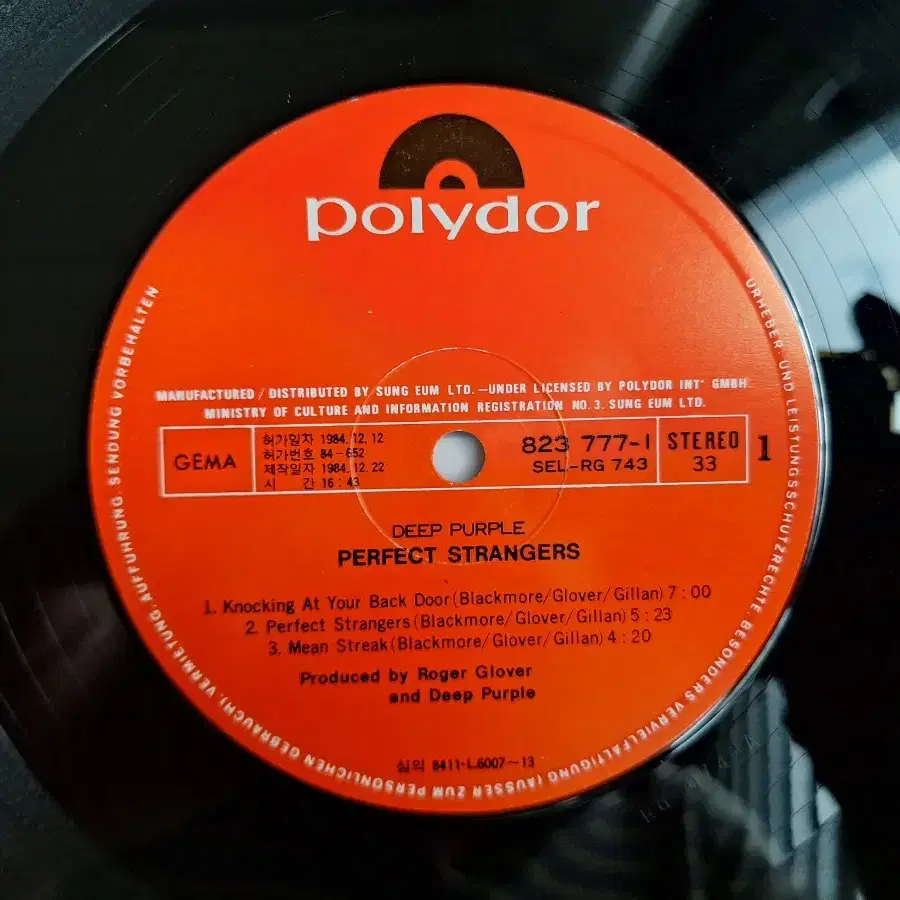 polydor
MANUFACTURED / DISTRIBUTED BY SUNG EUM LTD. —UNDER LICENSED BY POLYDOR INT' GMBH.
MINISTRY OF CULTURE AND INFORMATION REGISTRATION NO. 3. SUNG EUM LTD.
GEMA
허가일자 1984. 12. 12
허가번호 84-652
제작일자 1984. 12. 22
시 간 16 : 43
823 777-1
SEL-RG 743
STEREO
33
1
DEEP PURPLE
PERFECT STRANGERS
1. Knocking At Your Back Door(Blackmore/Glover/Gillan) 7 : 00
2. Perfect Strangers(Blackmore/Glover/Gillan) 5 : 23
3. Mean Streak(Blackmore/Glover/Gillan) 4 : 20
Produced by Roger Glover
and Deep Purple
심의 8411-L6007~13
URHEBER- UND LEISTUNGSSCHUTZRECHTE BESONDERS VERVIELFALTIGUNG (AUSSER ZUM PERSONLICHEN GEBRAUCH), VERMIETUNG, AUFFUHRUNG, SENDUNG VORBEHALTEN